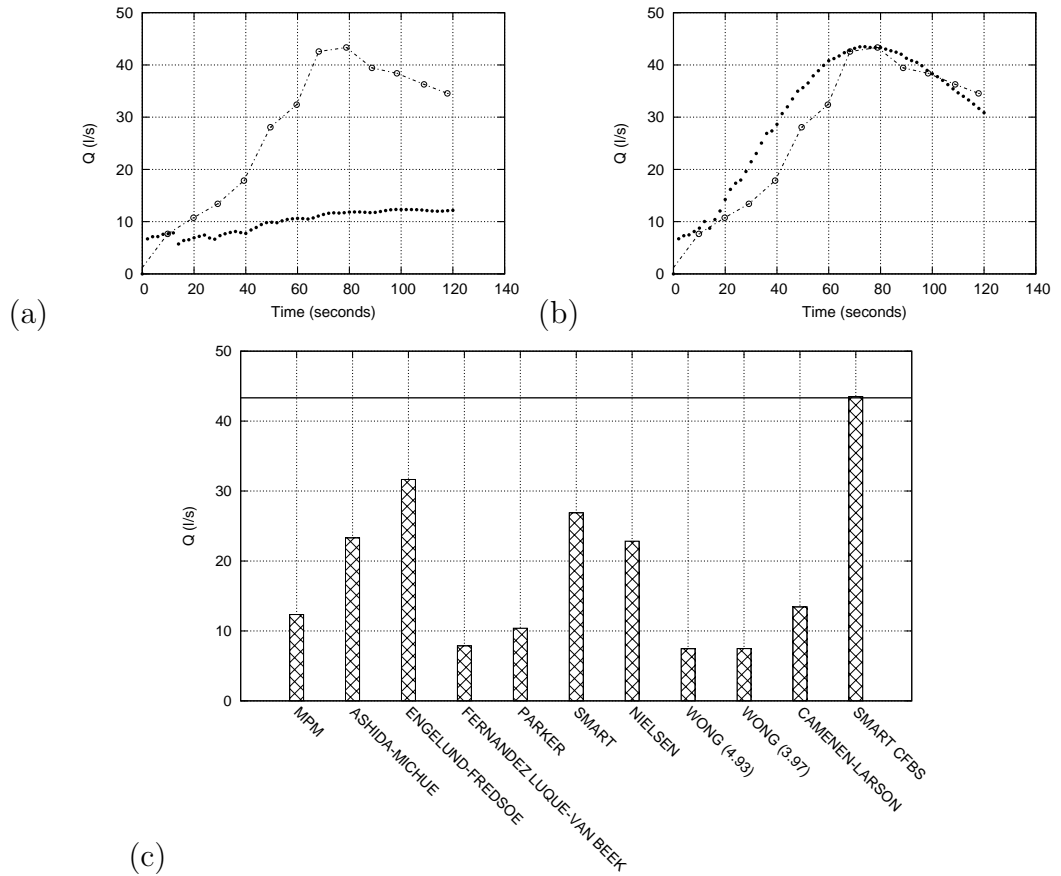 50
40
30
20
10
0
Q (l/s)
0 20 40 60 80 100 120 140
Time (seconds)
(a)
50
40
30
20
10
0
Q (l/s)
0 20 40 60 80 100 120 140
Time (seconds)
(b)
50
40
30
20
10
0
Q (l/s)
MPM
ASHIDA-MICHUE
ENGELUND-FREDSOE
FERNANDEZ LUQUE-VAN BEEK
PARKER
SMART
NIELSEN
WONG (4.93)
WONG (3.97)
CAMENEN-LARSON
SMART CFBS
(c)